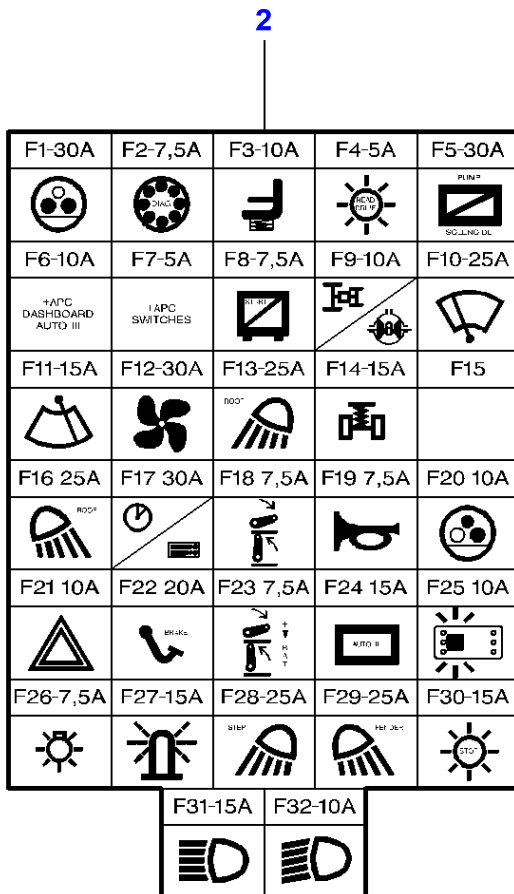 2
F1-30A F2-7,5A F3-10A F4-5A F5-30A
DIAG
PUMP
F6-10A F7-5A F8-7,5A F9-10A F10-25A
+APC
DASHBOARD
AUTO III
APC
SWITCHES
F11-15A F12-30A F13-25A F14-15A F15
F16 25A F17 30A F18 7,5A F19 7,5A F20 10A
F21 10A F22 20A F23 7,5A F24 15A F25 10A
BRAKE
AUTO III
F26-7,5A F27-15A F28-25A F29-25A F30-15A
STEP
FENDER
STOP
F31-15A F32-10A